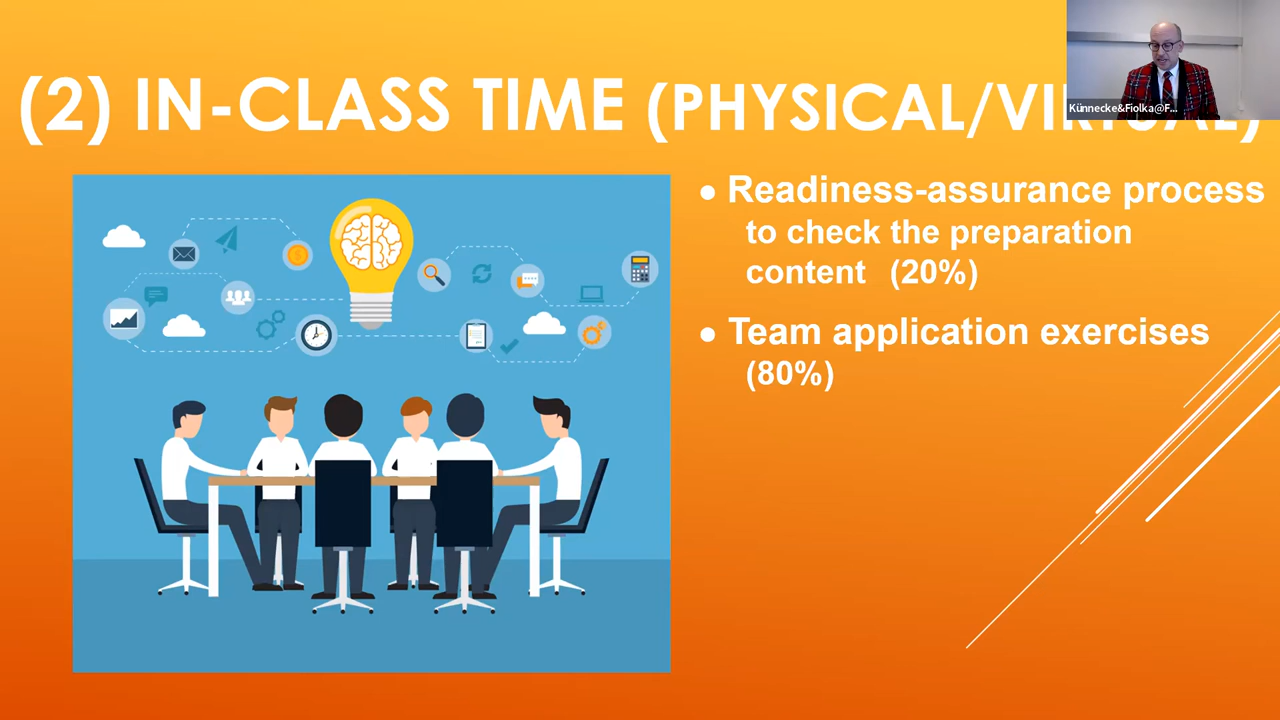 (2) IN-CLASS TIME (PHYSICAL/VIRTUAL)
Künnecke&Fiolka@F...
● Readiness-assurance process
to check the preparation
content (20%)
● Team application exercises
(80%)